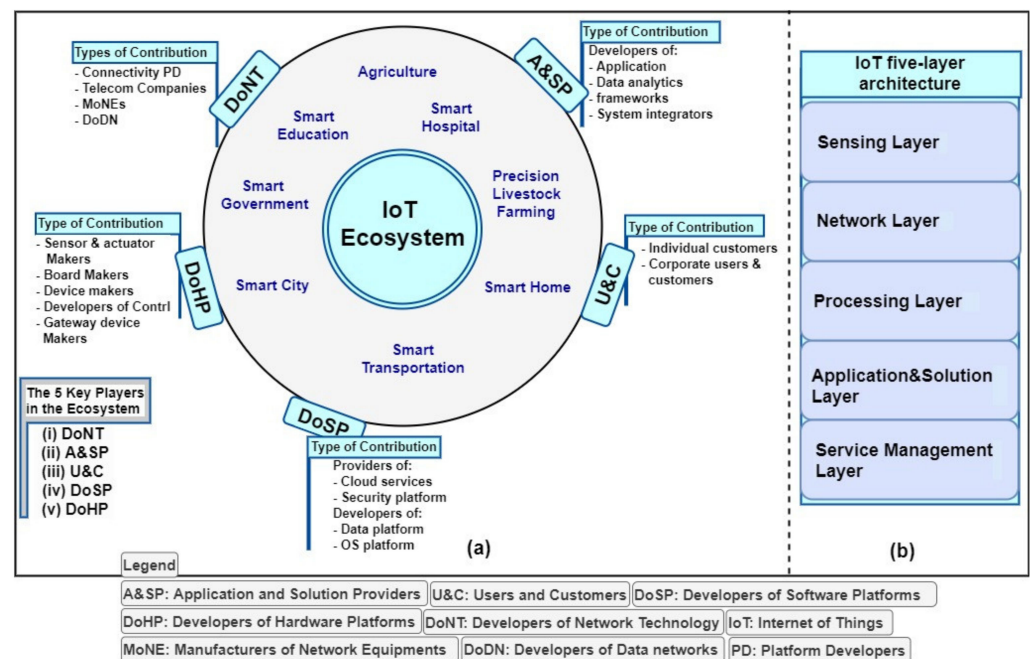 Types of Contribution
- Connectivity PD
- Telecom Companies
- MoNEs
- DoDN
DoNT
A&SP
Type of Contribution
Developers of:
- Application
- Data analytics
- frameworks
- System integrators
Agriculture
Smart
Education
Smart
Hospital
Smart
Government
Precision
Livestock
Farming
IoT
Ecosystem
Smart City
Smart Home
Smart
Transportation
Type of Contribution
- Sensor & actuator
Makers
- Board Makers
- Device makers
- Developers of Contrl
- Gateway device
Makers
DoHP
U&C
Type of Contribution
- Individual customers
- Corporate users &
customers
The 5 Key Players
in the Ecosystem
(i) DoNT
(ii) A&SP
(iii) U&C
(iv) DoSP
(v) DoHP
DoSP
Type of Contribution
Providers of:
- Cloud services
- Security platform
Developers of:
- Data platform
- OS platform
(a)
IoT five-layer
architecture
Sensing Layer
Network Layer
Processing Layer
Application&Solution
Layer
Service Management
Layer
(b)
Legend
A&SP: Application and Solution Providers
U&C: Users and Customers
DoSP: Developers of Software Platforms
DoHP: Developers of Hardware Platforms
DoNT: Developers of Network Technology
IoT: Internet of Things
MoNE: Manufacturers of Network Equipments
DoDN: Developers of Data networks
PD: Platform Developers